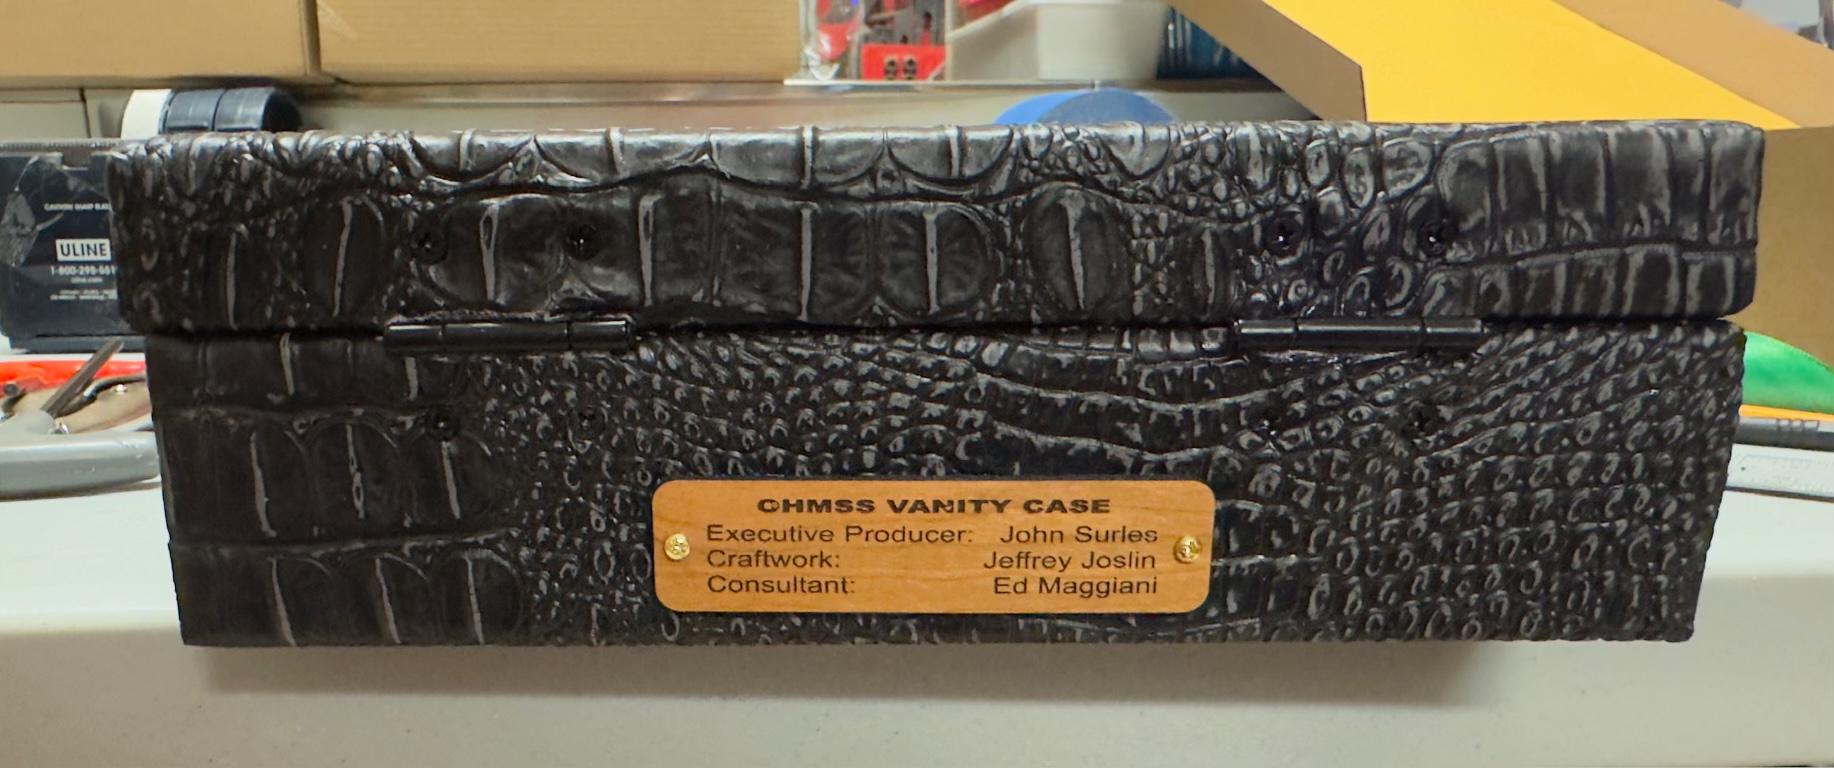 ULINE
OHMSS VANITY CASE
Executive Producer: John Surles
Craftwork: Jeffrey Joslin
Consultant: Ed Maggiani